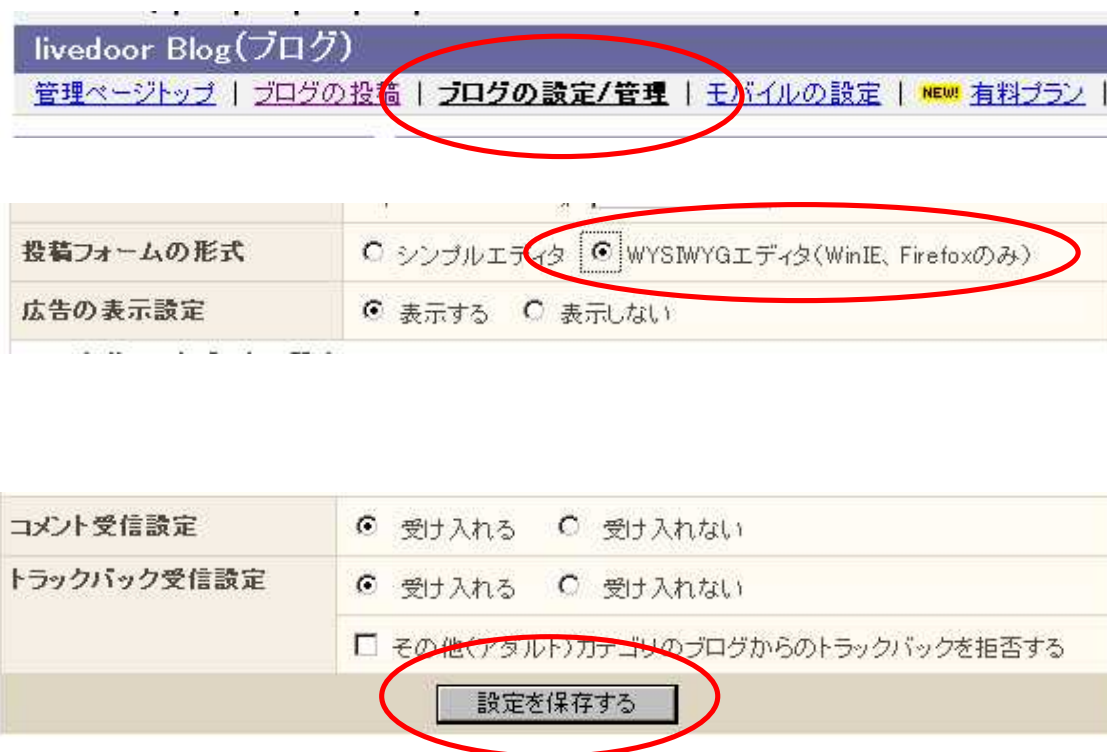 livedoor Blog(ブログ)
管理ページトップ | ブログの投稿 | ブログの設定/管理 | モバイルの設定 | NEW! 有料プラン |
投稿フォームの形式 シンプルエディタ WYSIWYGエディタ(WinIE、Firefoxのみ)
広告の表示設定 表示する 表示しない
コメント受信設定 受け入れる 受け入れない
トラックバック受信設定 受け入れる 受け入れない
その他(アダルト)カテゴリのブログからのトラックバックを拒否する
設定を保存する